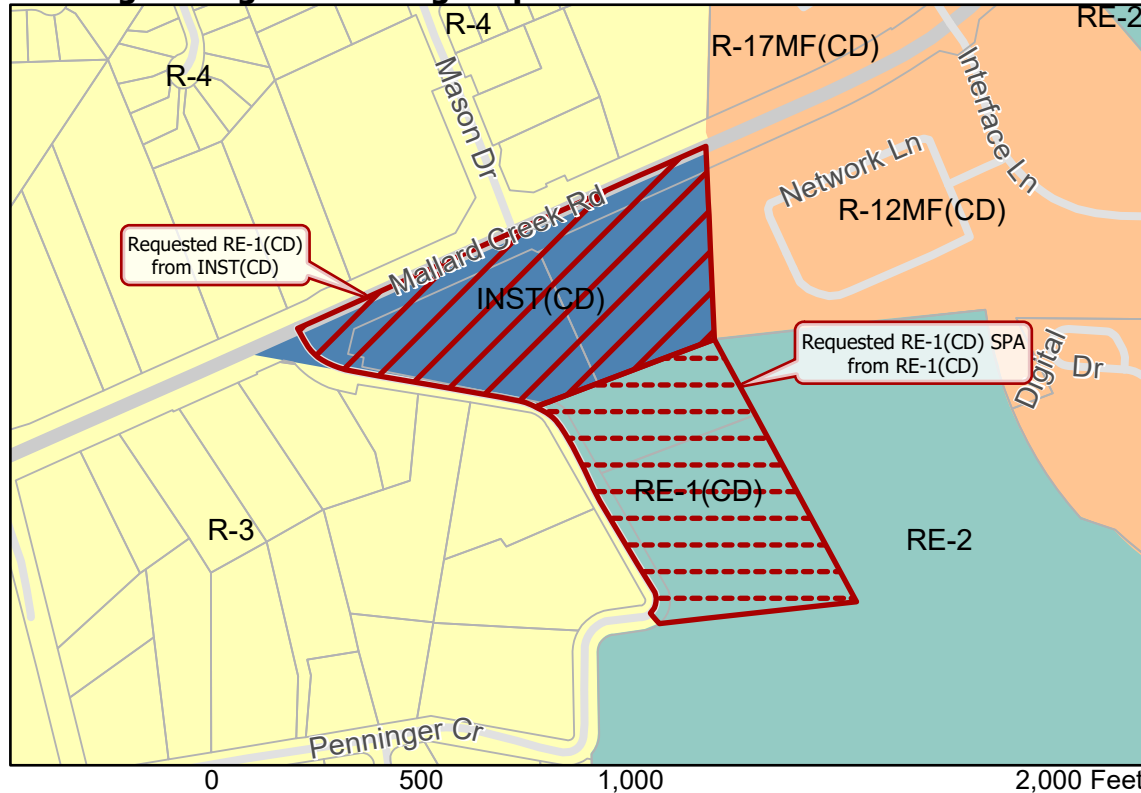 R-4
R-4
Mason Dr
R-17MF(CD)
RE-2
Interface Ln
Network Ln
R-12MF(CD)
Requested RE-1(CD)
from INST(CD)
Mallard Creek Rd
INST(CD)
Requested RE-1(CD) SPA
from RE-1(CD)
Digital Dr
RE-1(CD)
R-3
RE-2
Penninger Cr
0 500 1,000 2,000 Feet